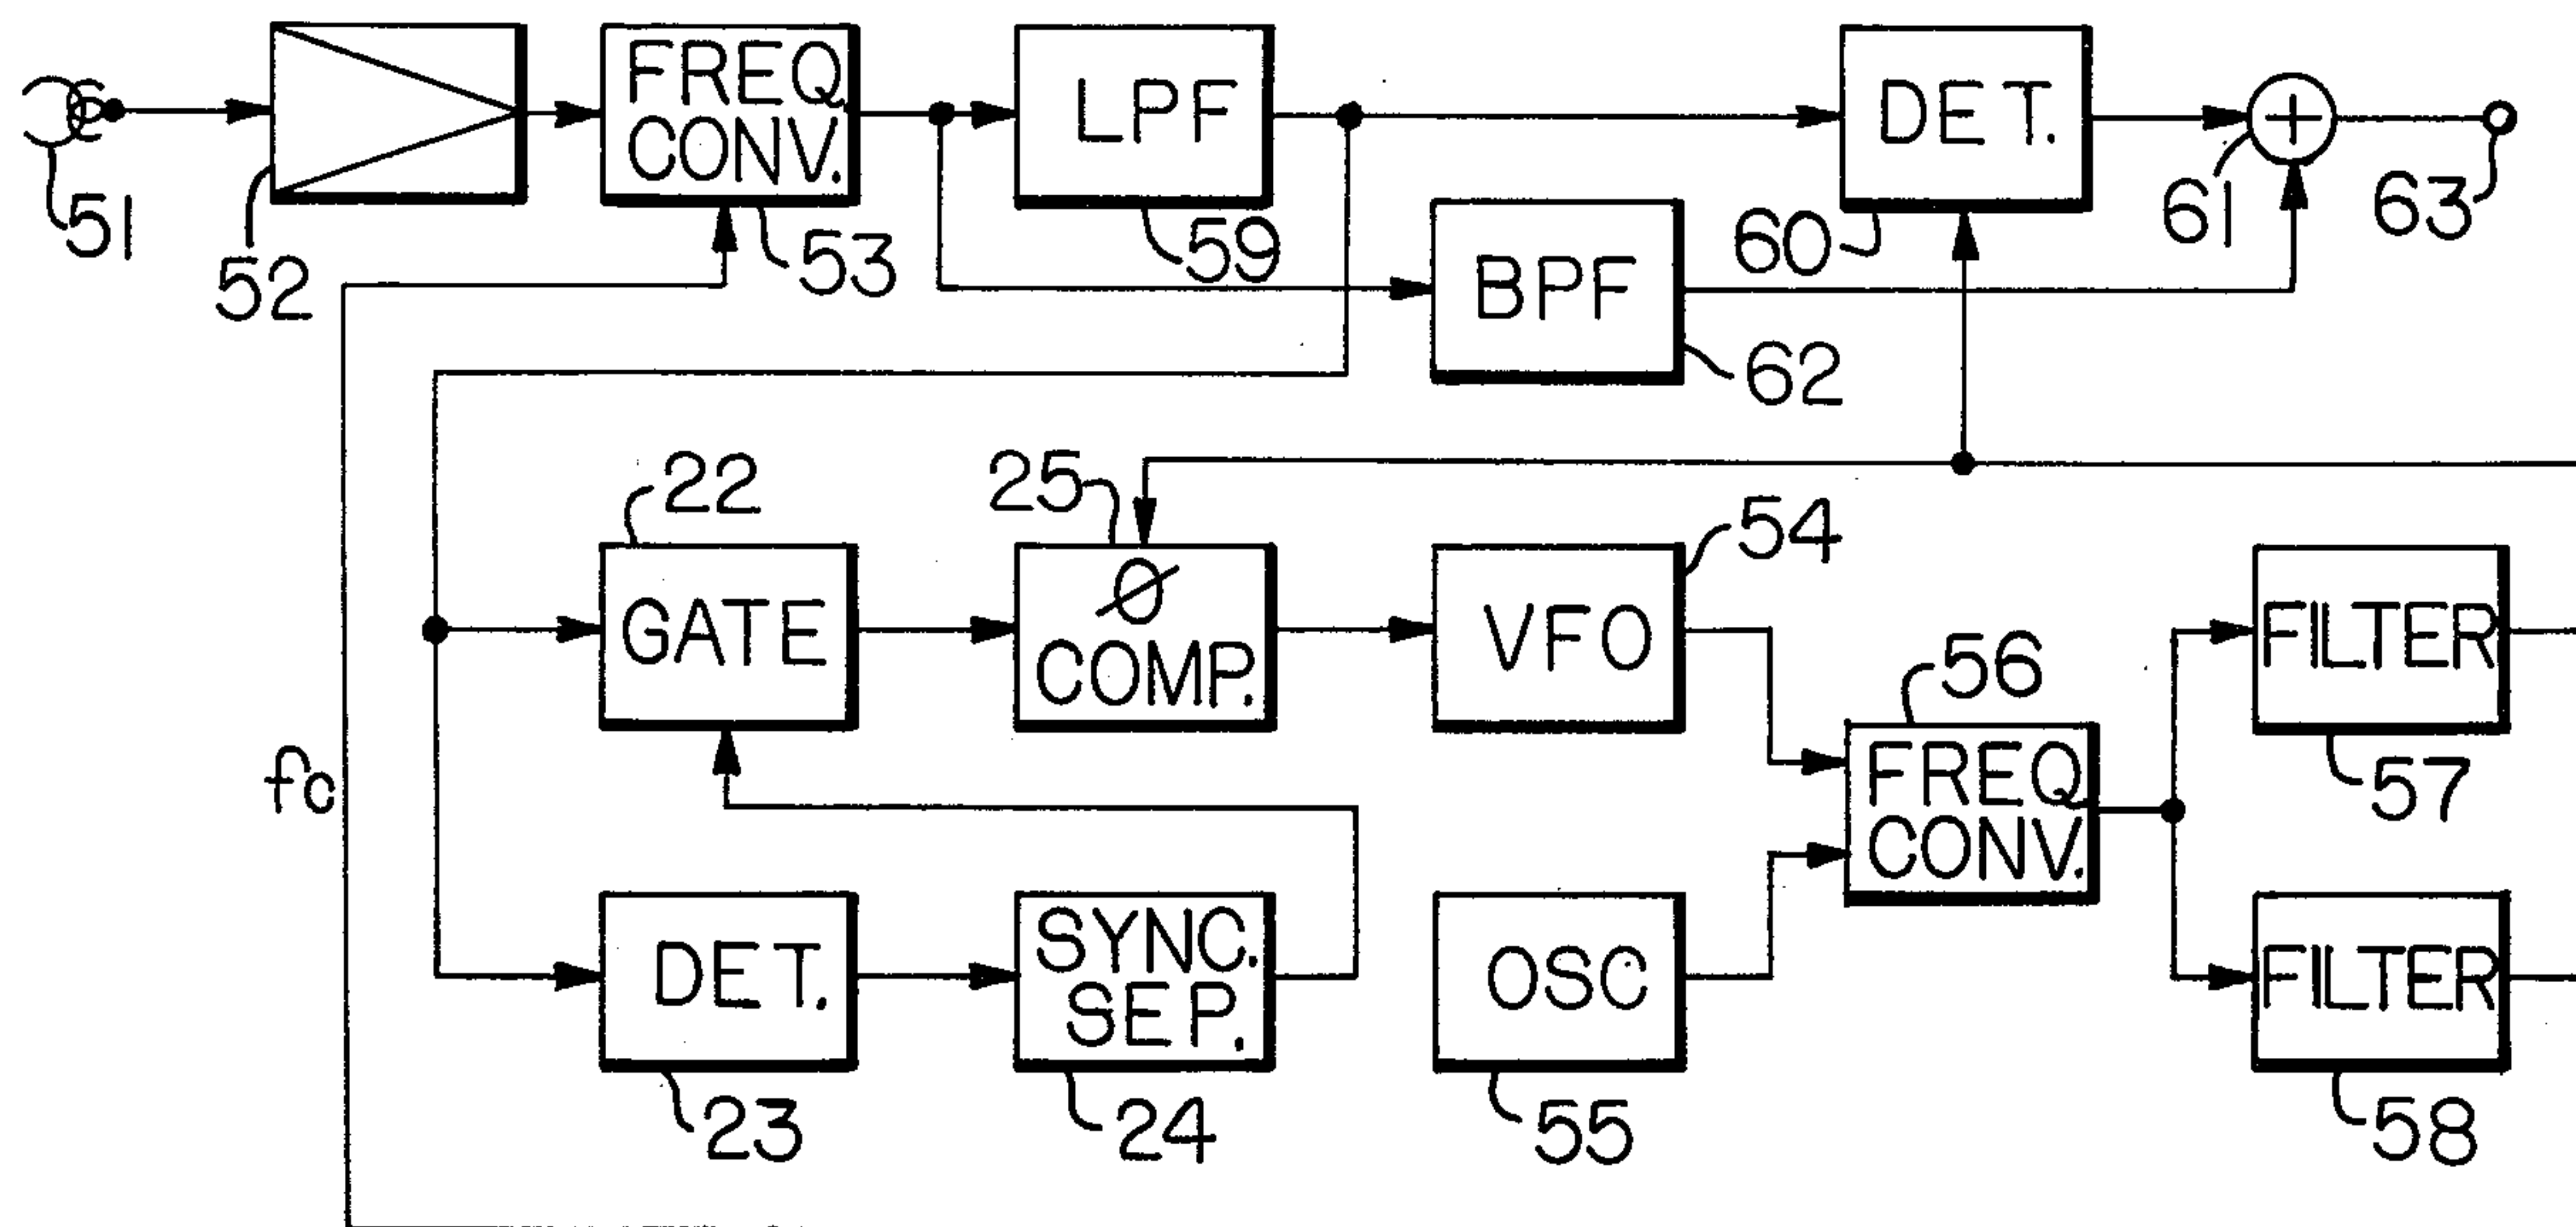 FREQ.
CONV.
LPF
DET.
+
51
52
53
59
60
61
63
BPF
62
22
25
54
GATE
Ø
COMP.
VFO
56
FILTER
57
fc
FREQ.
CONV.
DET.
SYNC.
SEP.
OSC
FILTER
23
24
55
58